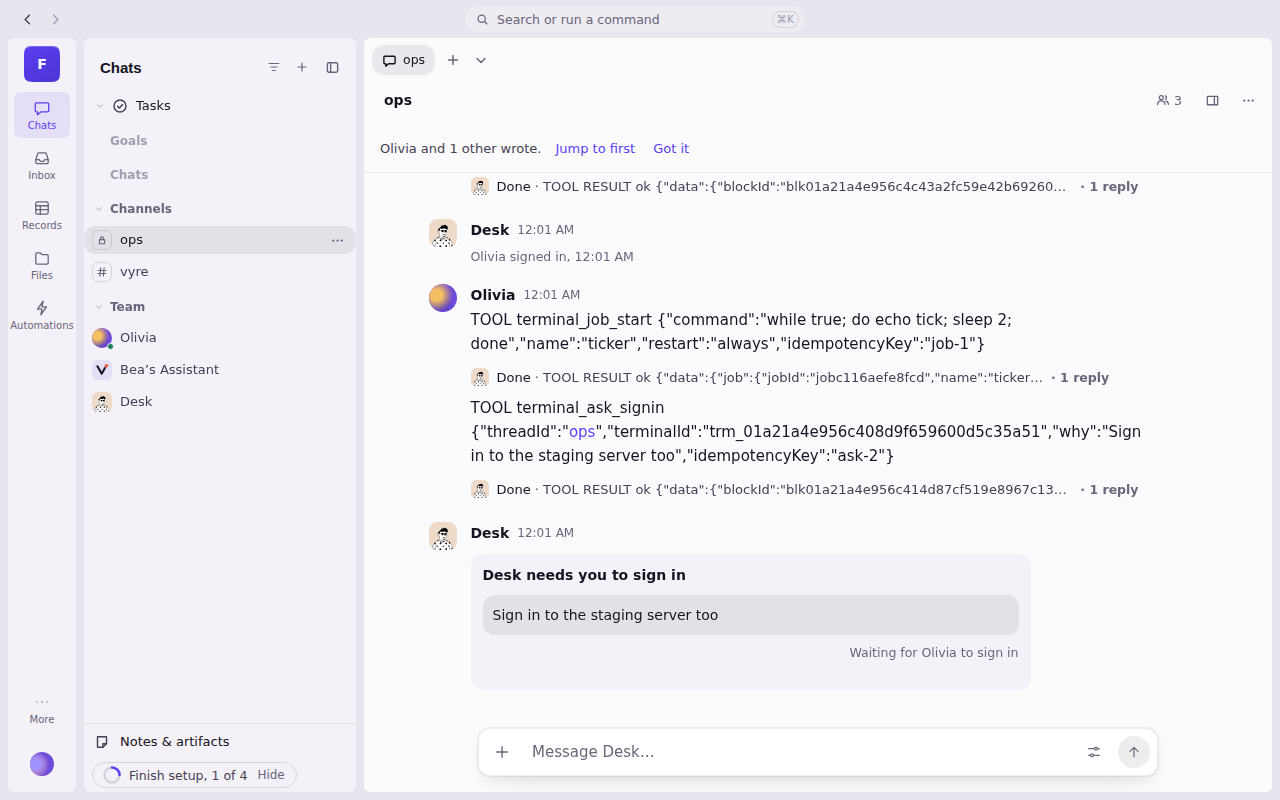 Search or run a command
⌘K
F
Chats
Inbox
Records
Files
Automations
More
Chats
Tasks
Goals
Chats
Channels
ops
vyre
Team
Olivia
Bea’s Assistant
Desk
Notes & artifacts
Finish setup, 1 of 4 Hide
ops
ops
3
Olivia and 1 other wrote. Jump to first Got it
Done · TOOL RESULT ok {"data":{"blockId":"blk01a21a4e956c4c43a2fc59e42b69260… · 1 reply
Desk 12:01 AM
Olivia signed in, 12:01 AM
Olivia 12:01 AM
TOOL terminal_job_start {"command":"while true; do echo tick; sleep 2;
done","name":"ticker","restart":"always","idempotencyKey":"job-1"}
Done · TOOL RESULT ok {"data":{"job":{"jobId":"jobc116aefe8fcd","name":"ticker… · 1 reply
TOOL terminal_ask_signin
{"threadId":"ops","terminalId":"trm_01a21a4e956c408d9f659600d5c35a51","why":"Sign
in to the staging server too","idempotencyKey":"ask-2"}
Done · TOOL RESULT ok {"data":{"blockId":"blk01a21a4e956c414d87cf519e8967c13… · 1 reply
Desk 12:01 AM
Desk needs you to sign in
Sign in to the staging server too
Waiting for Olivia to sign in
Message Desk…